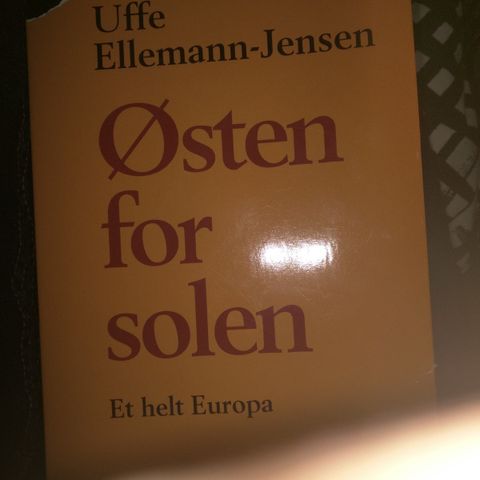 Uffe
Ellemann-Jensen
Østen
for
solen
Et helt Europa